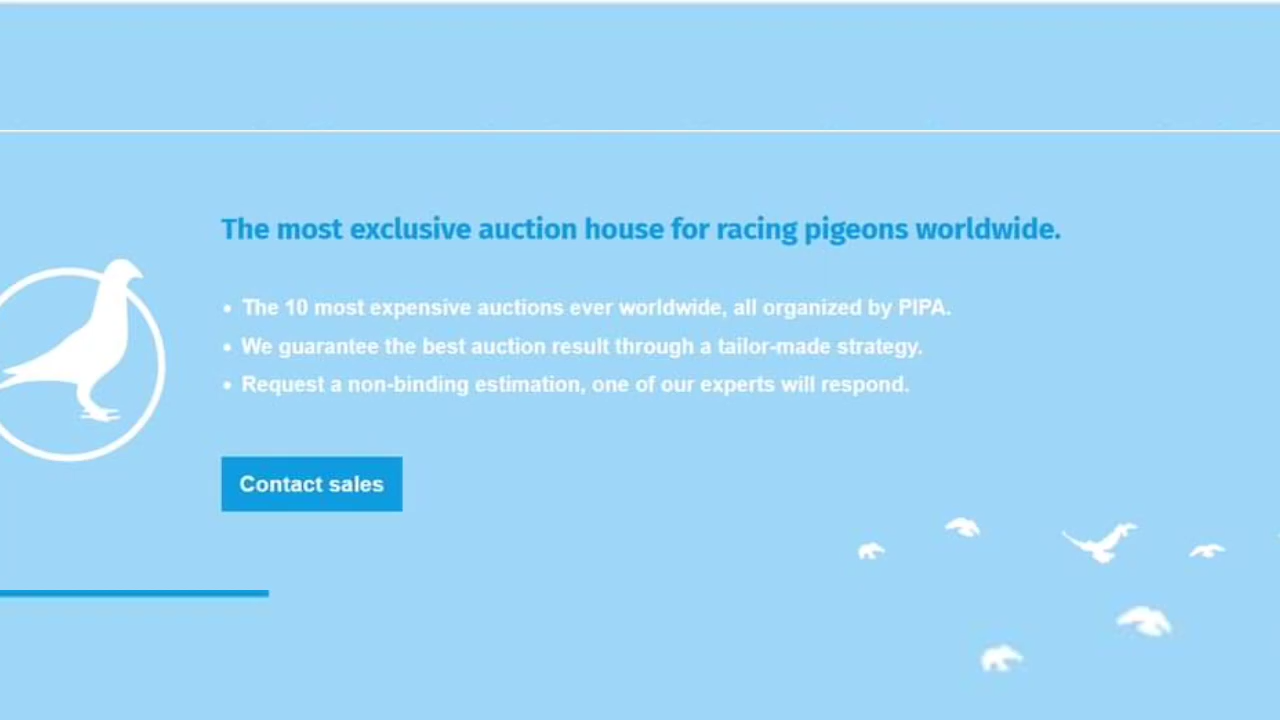 The most exclusive auction house for racing pigeons worldwide.
• The 10 most expensive auctions ever worldwide, all organized by PIPA.
• We guarantee the best auction result through a tailor-made strategy.
• Request a non-binding estimation, one of our experts will respond.
Contact sales